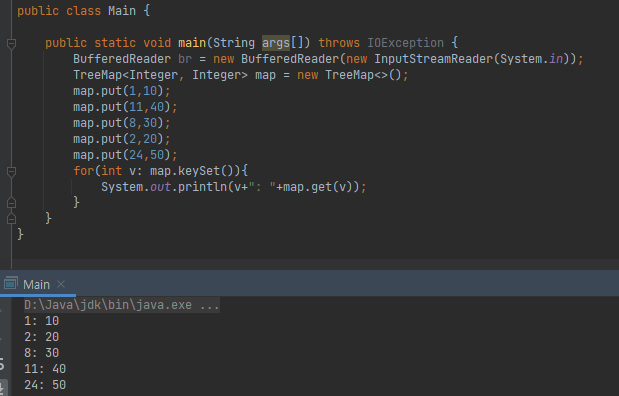 public class Main {
public static void main(String args[]) throws IOException {
BufferedReader br = new BufferedReader(new InputStreamReader(System.in));
TreeMap<Integer, Integer> map = new TreeMap<>();
map.put(1,10);
map.put(11,40);
map.put(8,30);
map.put(2,20);
map.put(24,50);
for(int v: map.keySet()){
System.out.println(v+": "+map.get(v));
}
}
}
Main ×
D:\Java\jdk\bin\java.exe ...
1: 10
2: 20
8: 30
11: 40
24: 50